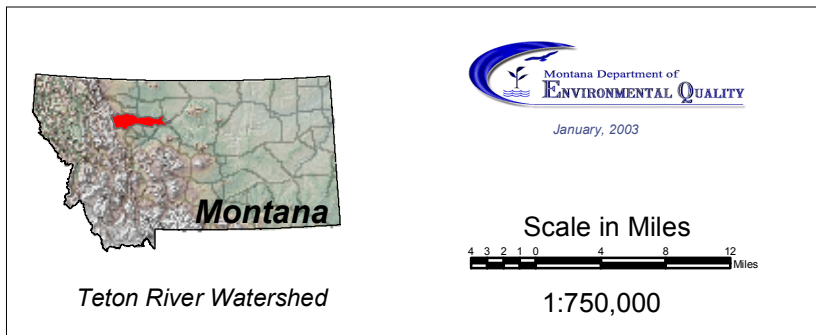 Montana
Teton River Watershed
Montana Department of
ENVIRONMENTAL QUALITY
January, 2003
Scale in Miles
4 3 2 1 0 4 8 12
Miles
1:750,000